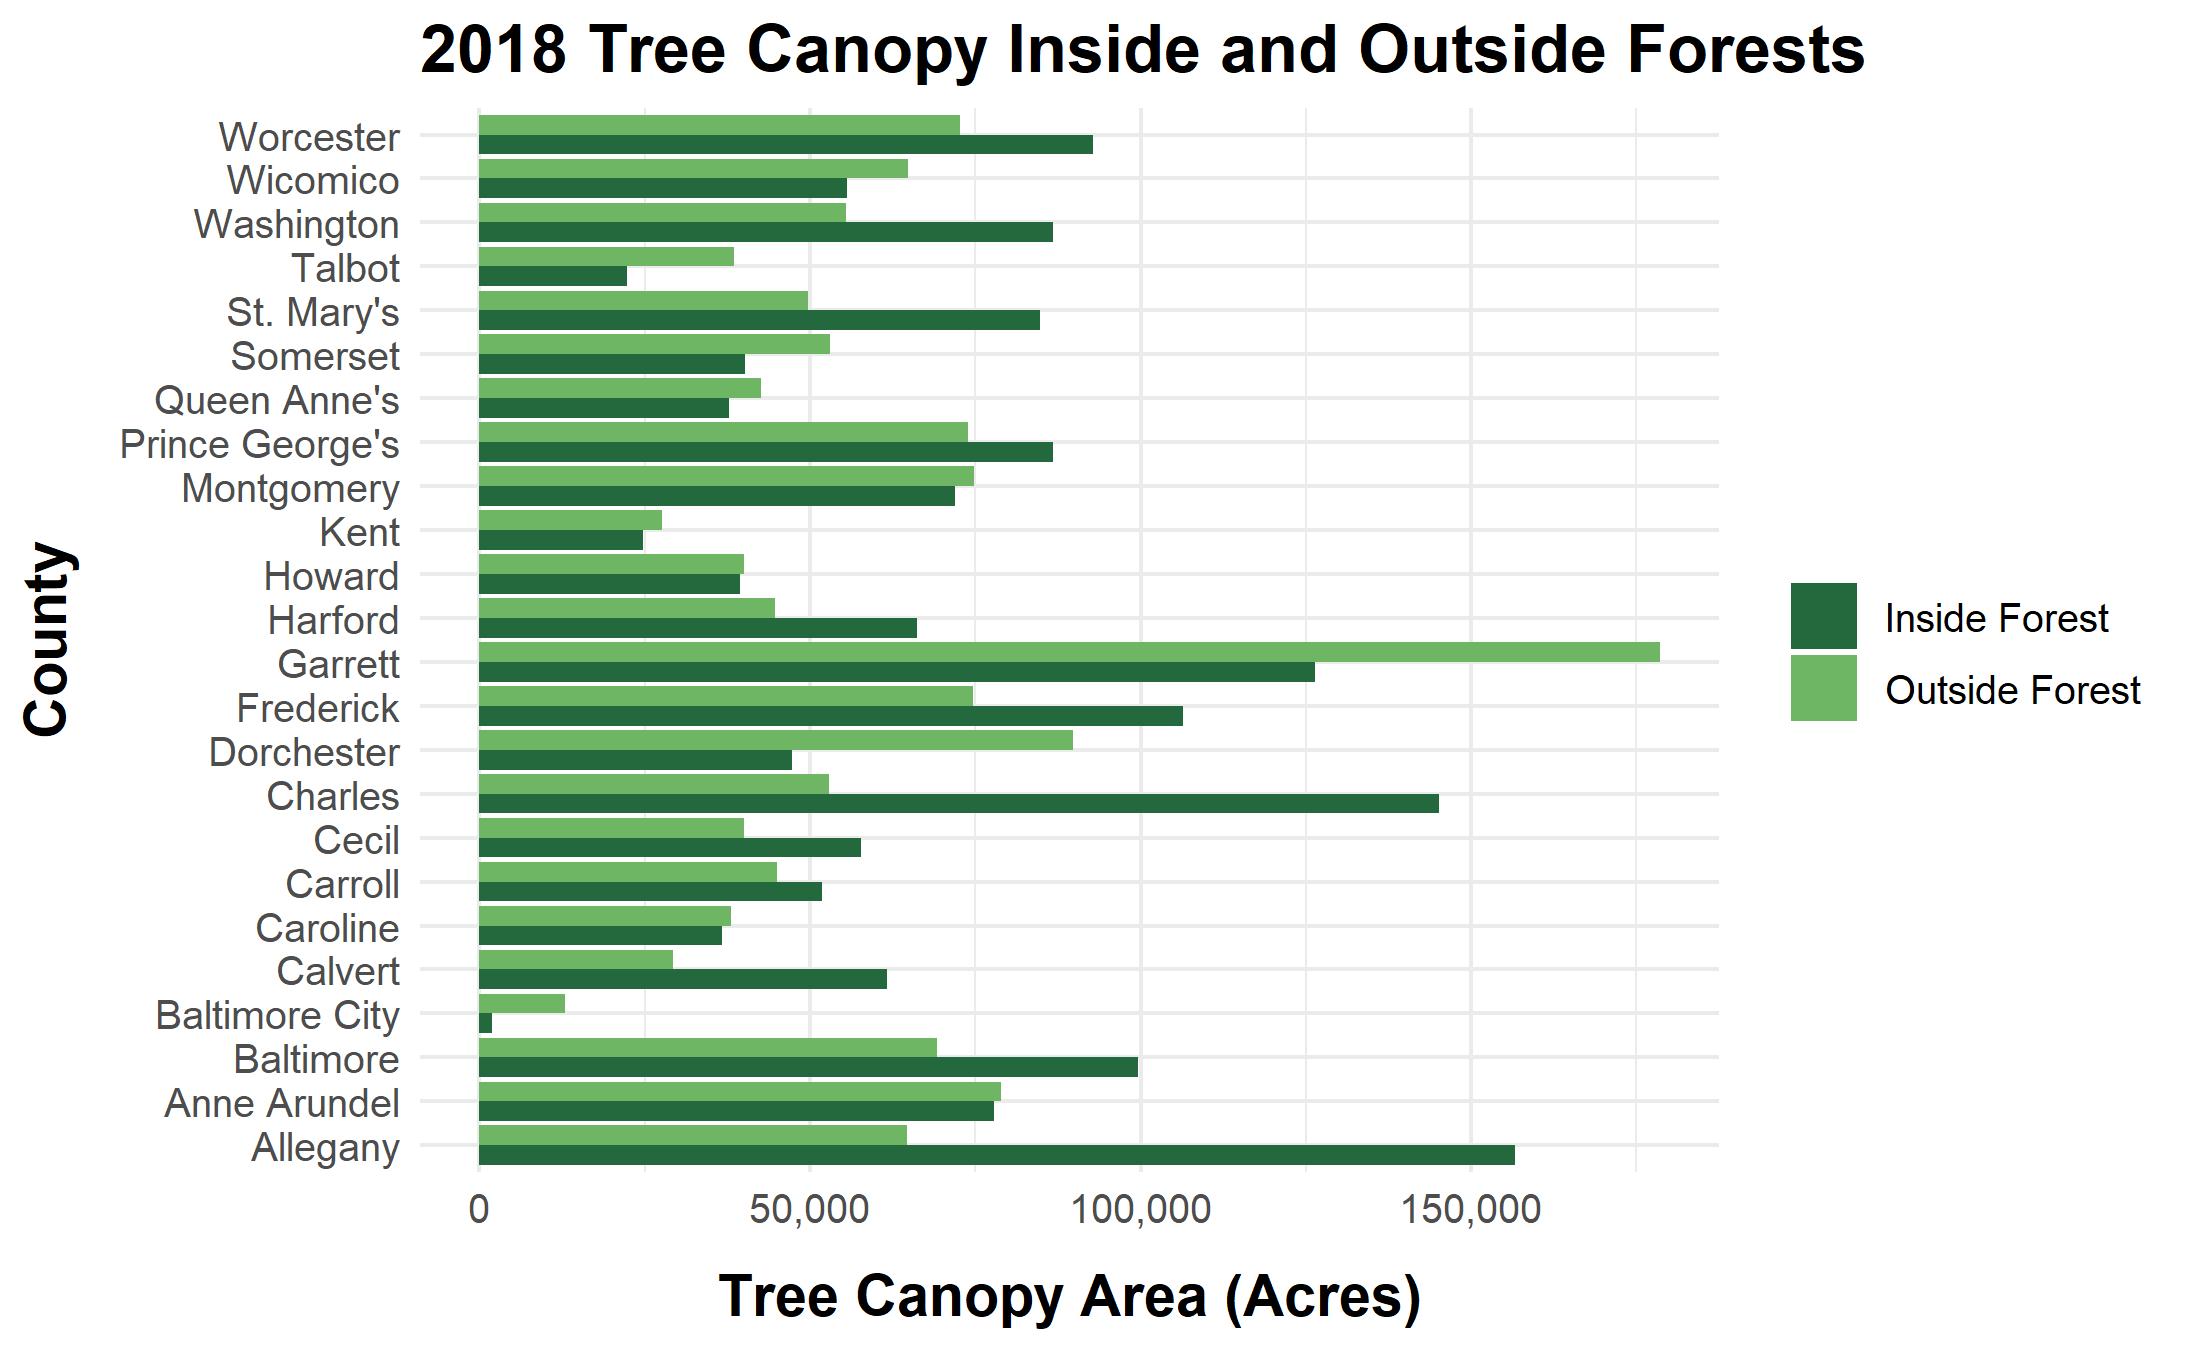 2018 Tree Canopy Inside and Outside Forests
County
Worcester
Wicomico
Washington
Talbot
St. Mary's
Somerset
Queen Anne's
Prince George's
Montgomery
Kent
Howard
Harford
Garrett
Frederick
Dorchester
Charles
Cecil
Carroll
Caroline
Calvert
Baltimore City
Baltimore
Anne Arundel
Allegany
0 50,000 100,000 150,000
Tree Canopy Area (Acres)
Inside Forest
Outside Forest